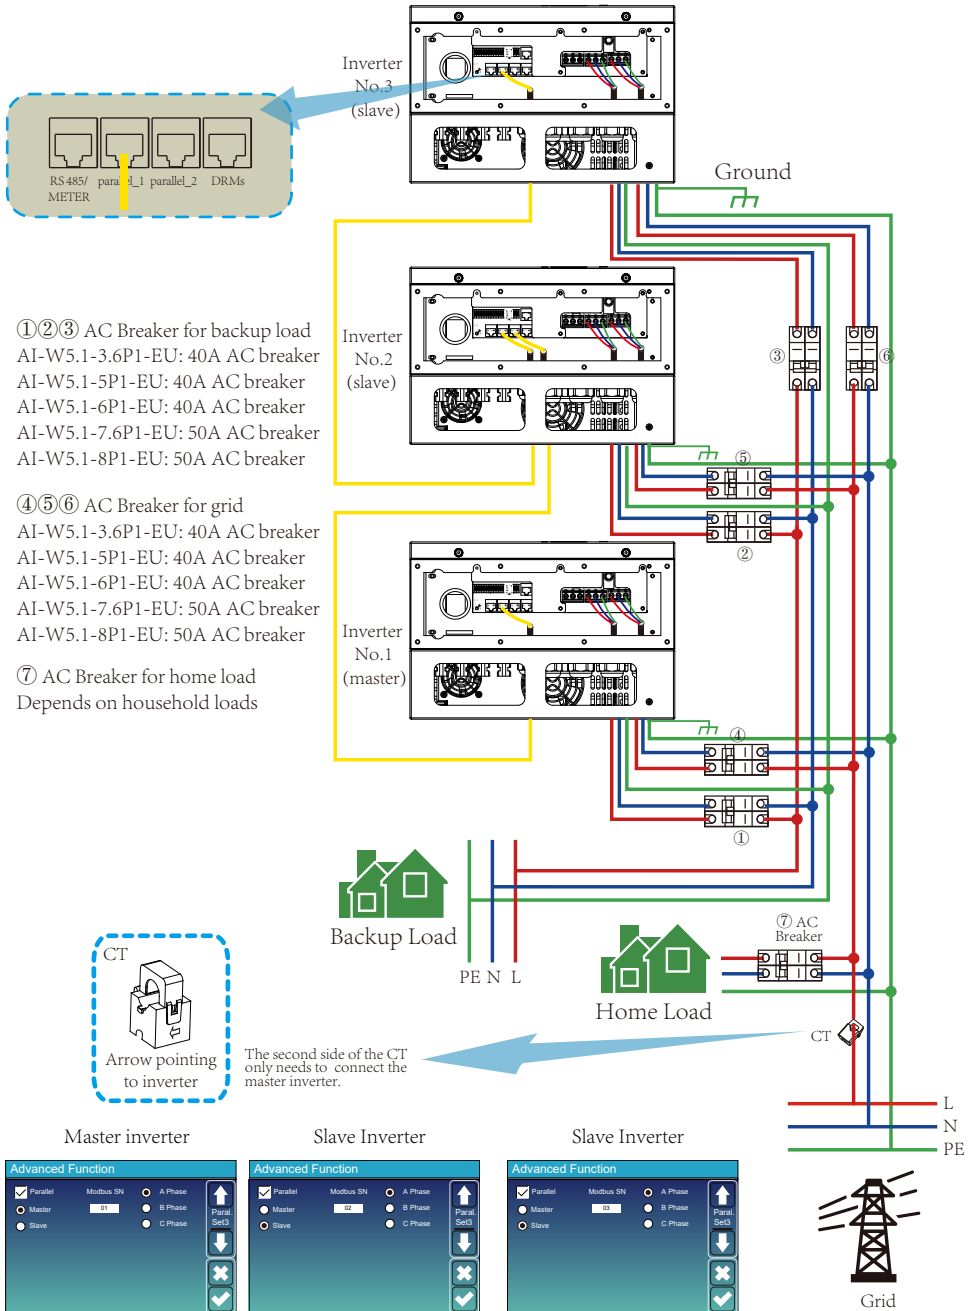 Inverter
No.3
(slave)
RS 485/
METER
parallel_1
parallel_2
DRMs
Ground
①②③ AC Breaker for backup load
AI-W5.1-3.6P1-EU: 40A AC breaker
AI-W5.1-5P1-EU: 40A AC breaker
AI-W5.1-6P1-EU: 40A AC breaker
AI-W5.1-7.6P1-EU: 50A AC breaker
AI-W5.1-8P1-EU: 50A AC breaker
Inverter
No.2
(slave)
③
⑥
⑤
②
④⑤⑥ AC Breaker for grid
AI-W5.1-3.6P1-EU: 40A AC breaker
AI-W5.1-5P1-EU: 40A AC breaker
AI-W5.1-6P1-EU: 40A AC breaker
AI-W5.1-7.6P1-EU: 50A AC breaker
AI-W5.1-8P1-EU: 50A AC breaker
⑦ AC Breaker for home load
Depends on household loads
Inverter
No.1
(master)
④
①
Backup Load
PE N L
⑦ AC
Breaker
Home Load
CT
CT
Arrow pointing
to inverter
The second side of the CT
only needs to connect the
master inverter.
L
N
PE
Grid
Master inverter
Advanced Function
Parallel
Modbus SN
A Phase
Master
01
B Phase
Slave
C Phase
Paral.
Set3
Slave Inverter
Advanced Function
Parallel
Modbus SN
A Phase
Master
02
B Phase
Slave
C Phase
Paral.
Set3
Slave Inverter
Advanced Function
Parallel
Modbus SN
A Phase
Master
03
B Phase
Slave
C Phase
Paral.
Set3